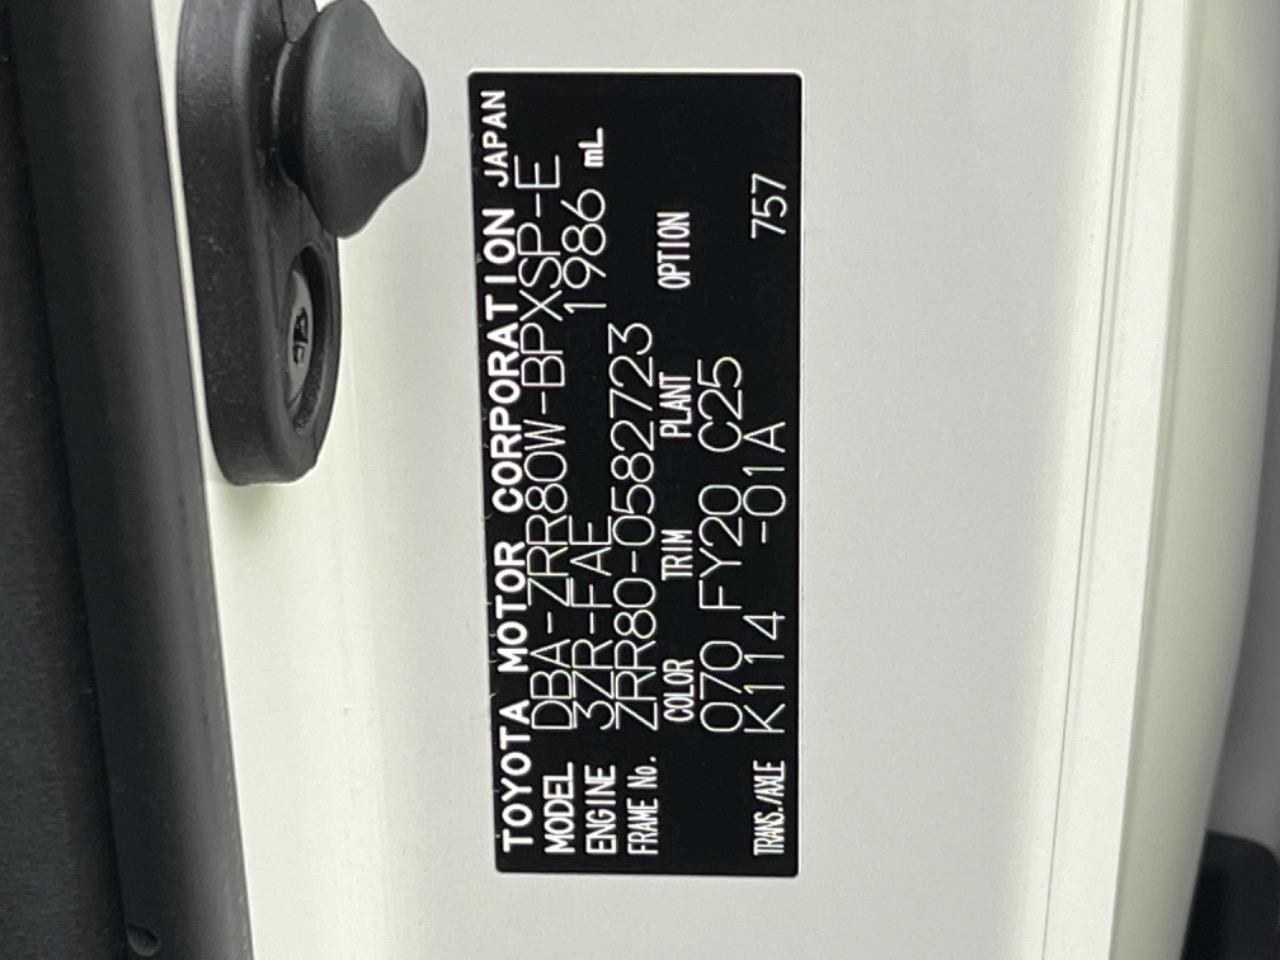 TOYOTA MOTOR CORPORATION JAPAN
MODEL DBA-ZRR80W-BPXSP-E
ENGINE 3ZR-FAE 1986 mL
FRAME No. ZRR80-0582723
COLOR TRIM PLANT OPTION
070 FY20 C25
TRANS./AXLE K114 -01A 757